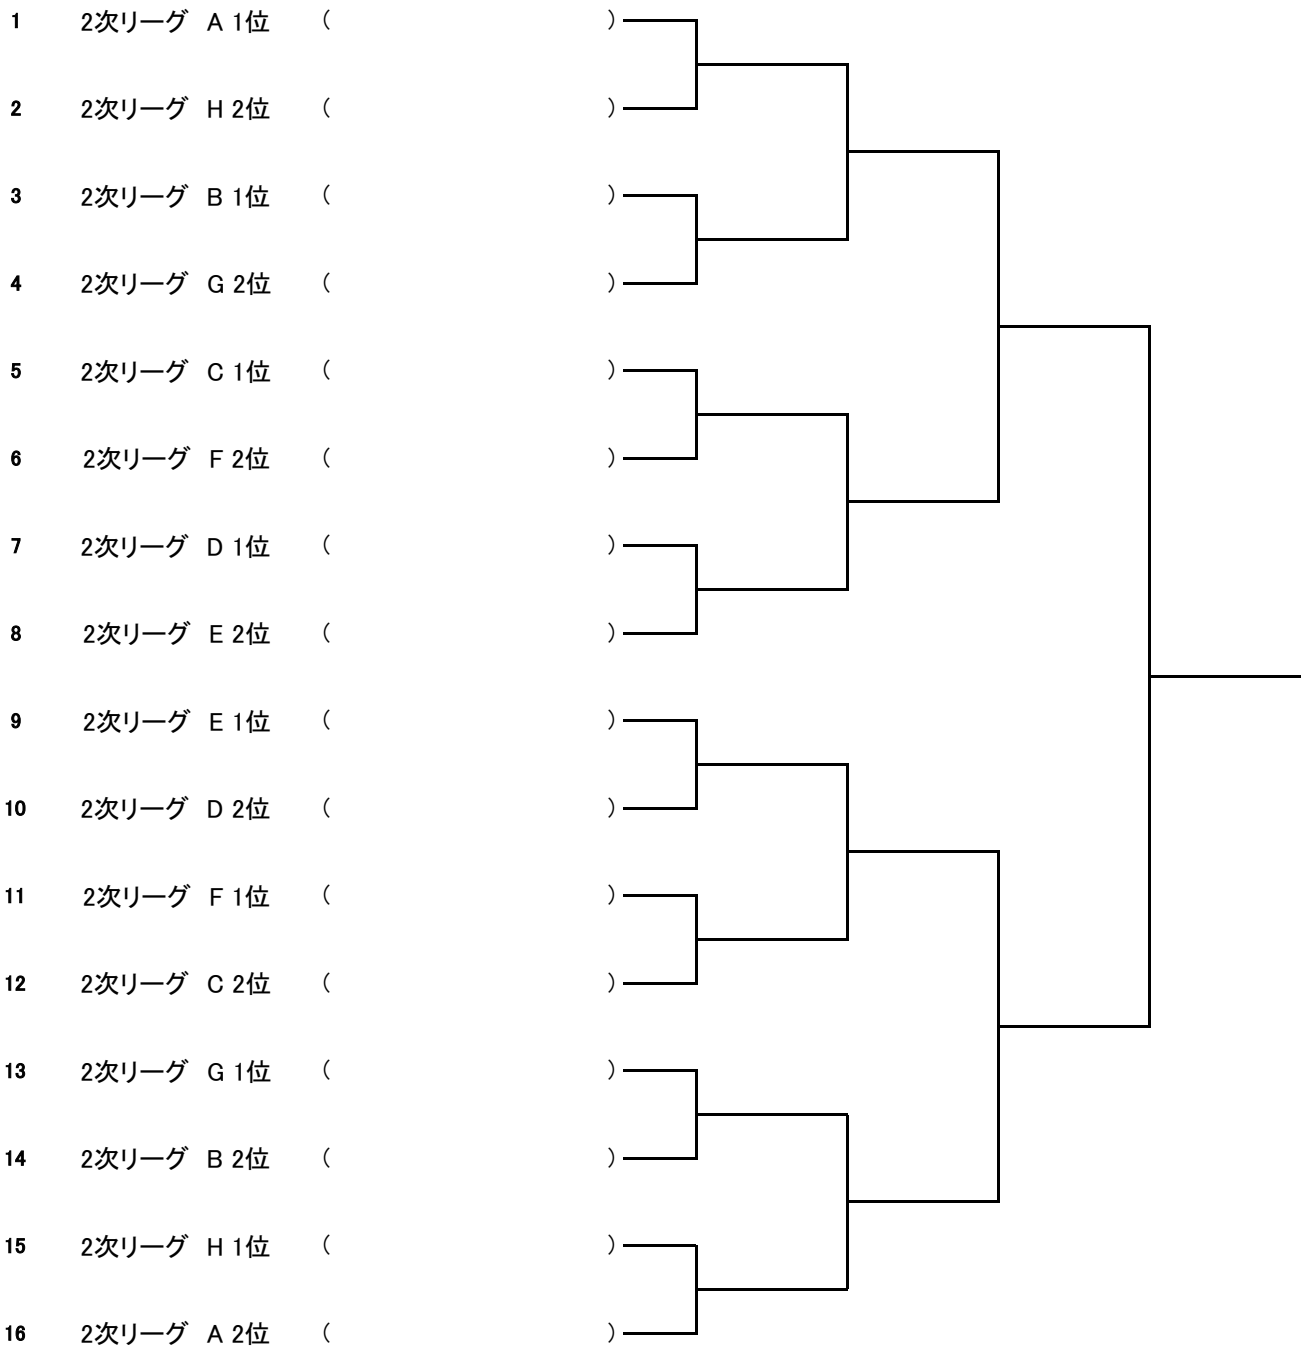 1 2次リーグ A 1位 ( )
2 2次リーグ H 2位 ( )
3 2次リーグ B 1位 ( )
4 2次リーグ G 2位 ( )
5 2次リーグ C 1位 ( )
6 2次リーグ F 2位 ( )
7 2次リーグ D 1位 ( )
8 2次リーグ E 2位 ( )
9 2次リーグ E 1位 ( )
10 2次リーグ D 2位 ( )
11 2次リーグ F 1位 ( )
12 2次リーグ C 2位 ( )
13 2次リーグ G 1位 ( )
14 2次リーグ B 2位 ( )
15 2次リーグ H 1位 ( )
16 2次リーグ A 2位 ( )